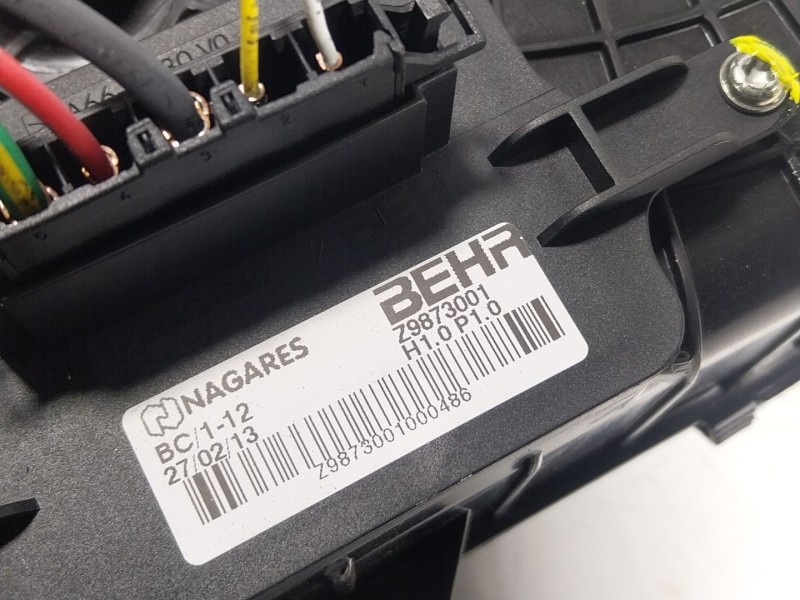 BEHR
Z9873001
H1.0 P1.0
NAGARES
BC/1-12
27/02/13
Z9873001000486